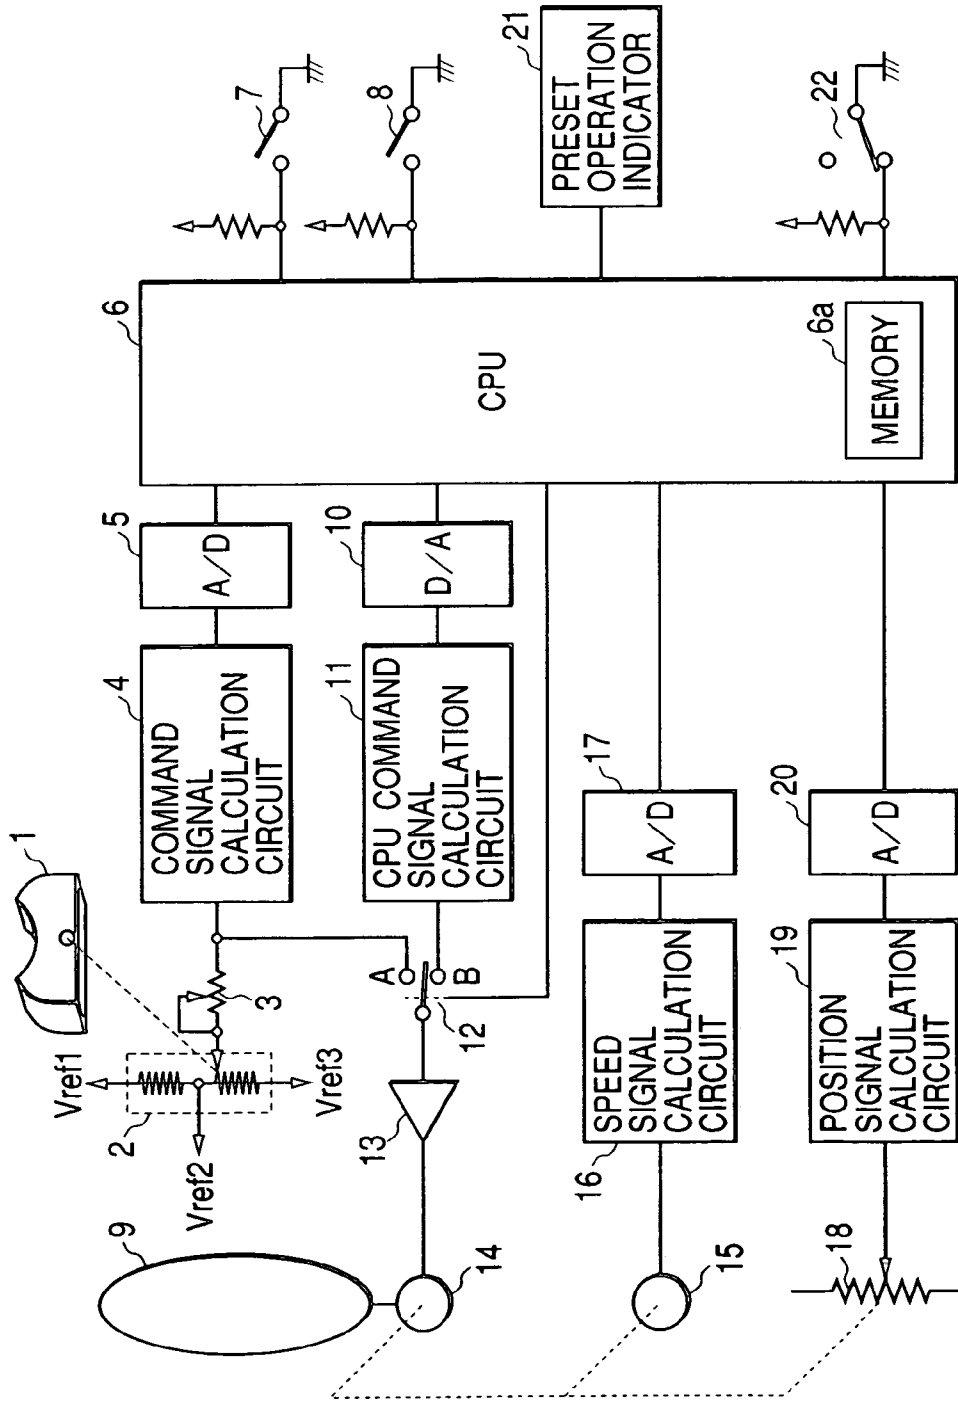 1
Vref1
Vref2
Vref3
2
3
4
COMMAND
SIGNAL
CALCULATION
CIRCUIT
5
A/D
6
CPU
6a
MEMORY
7
8
9
10
D/A
11
CPU COMMAND
SIGNAL
CALCULATION
CIRCUIT
A
B
12
13
14
15
16
SPEED
SIGNAL
CALCULATION
CIRCUIT
17
A/D
18
19
POSITION
SIGNAL
CALCULATION
CIRCUIT
20
A/D
21
PRESET
OPERATION
INDICATOR
22